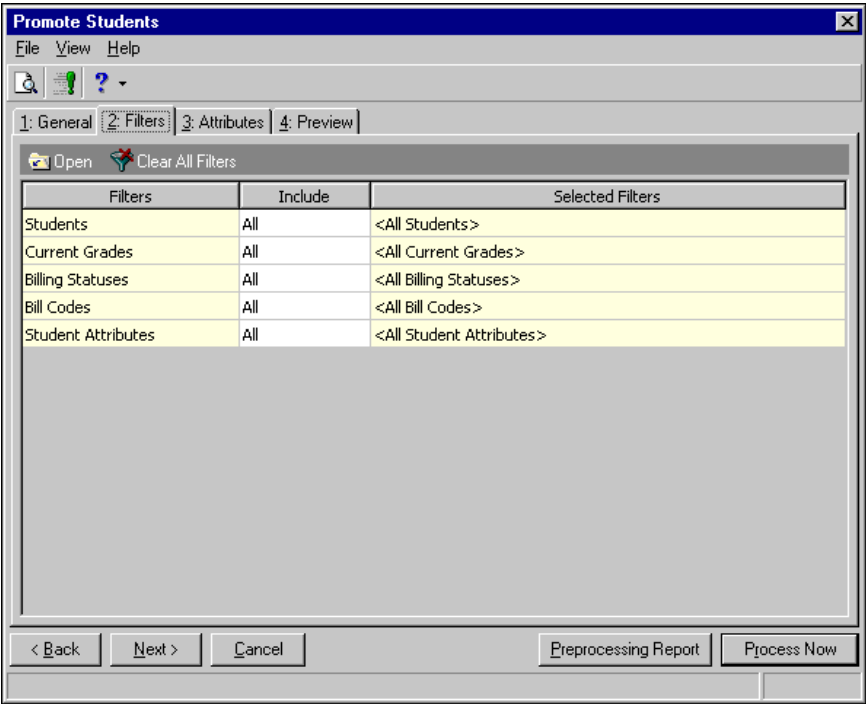 Promote Students
File View Help
1: General 2: Filters 3: Attributes 4: Preview
Open Clear All Filters
Filters Include Selected Filters
Students All <All Students>
Current Grades All <All Current Grades>
Billing Statuses All <All Billing Statuses>
Bill Codes All <All Bill Codes>
Student Attributes All <All Student Attributes>
< Back Next > Cancel Preprocessing Report Process Now